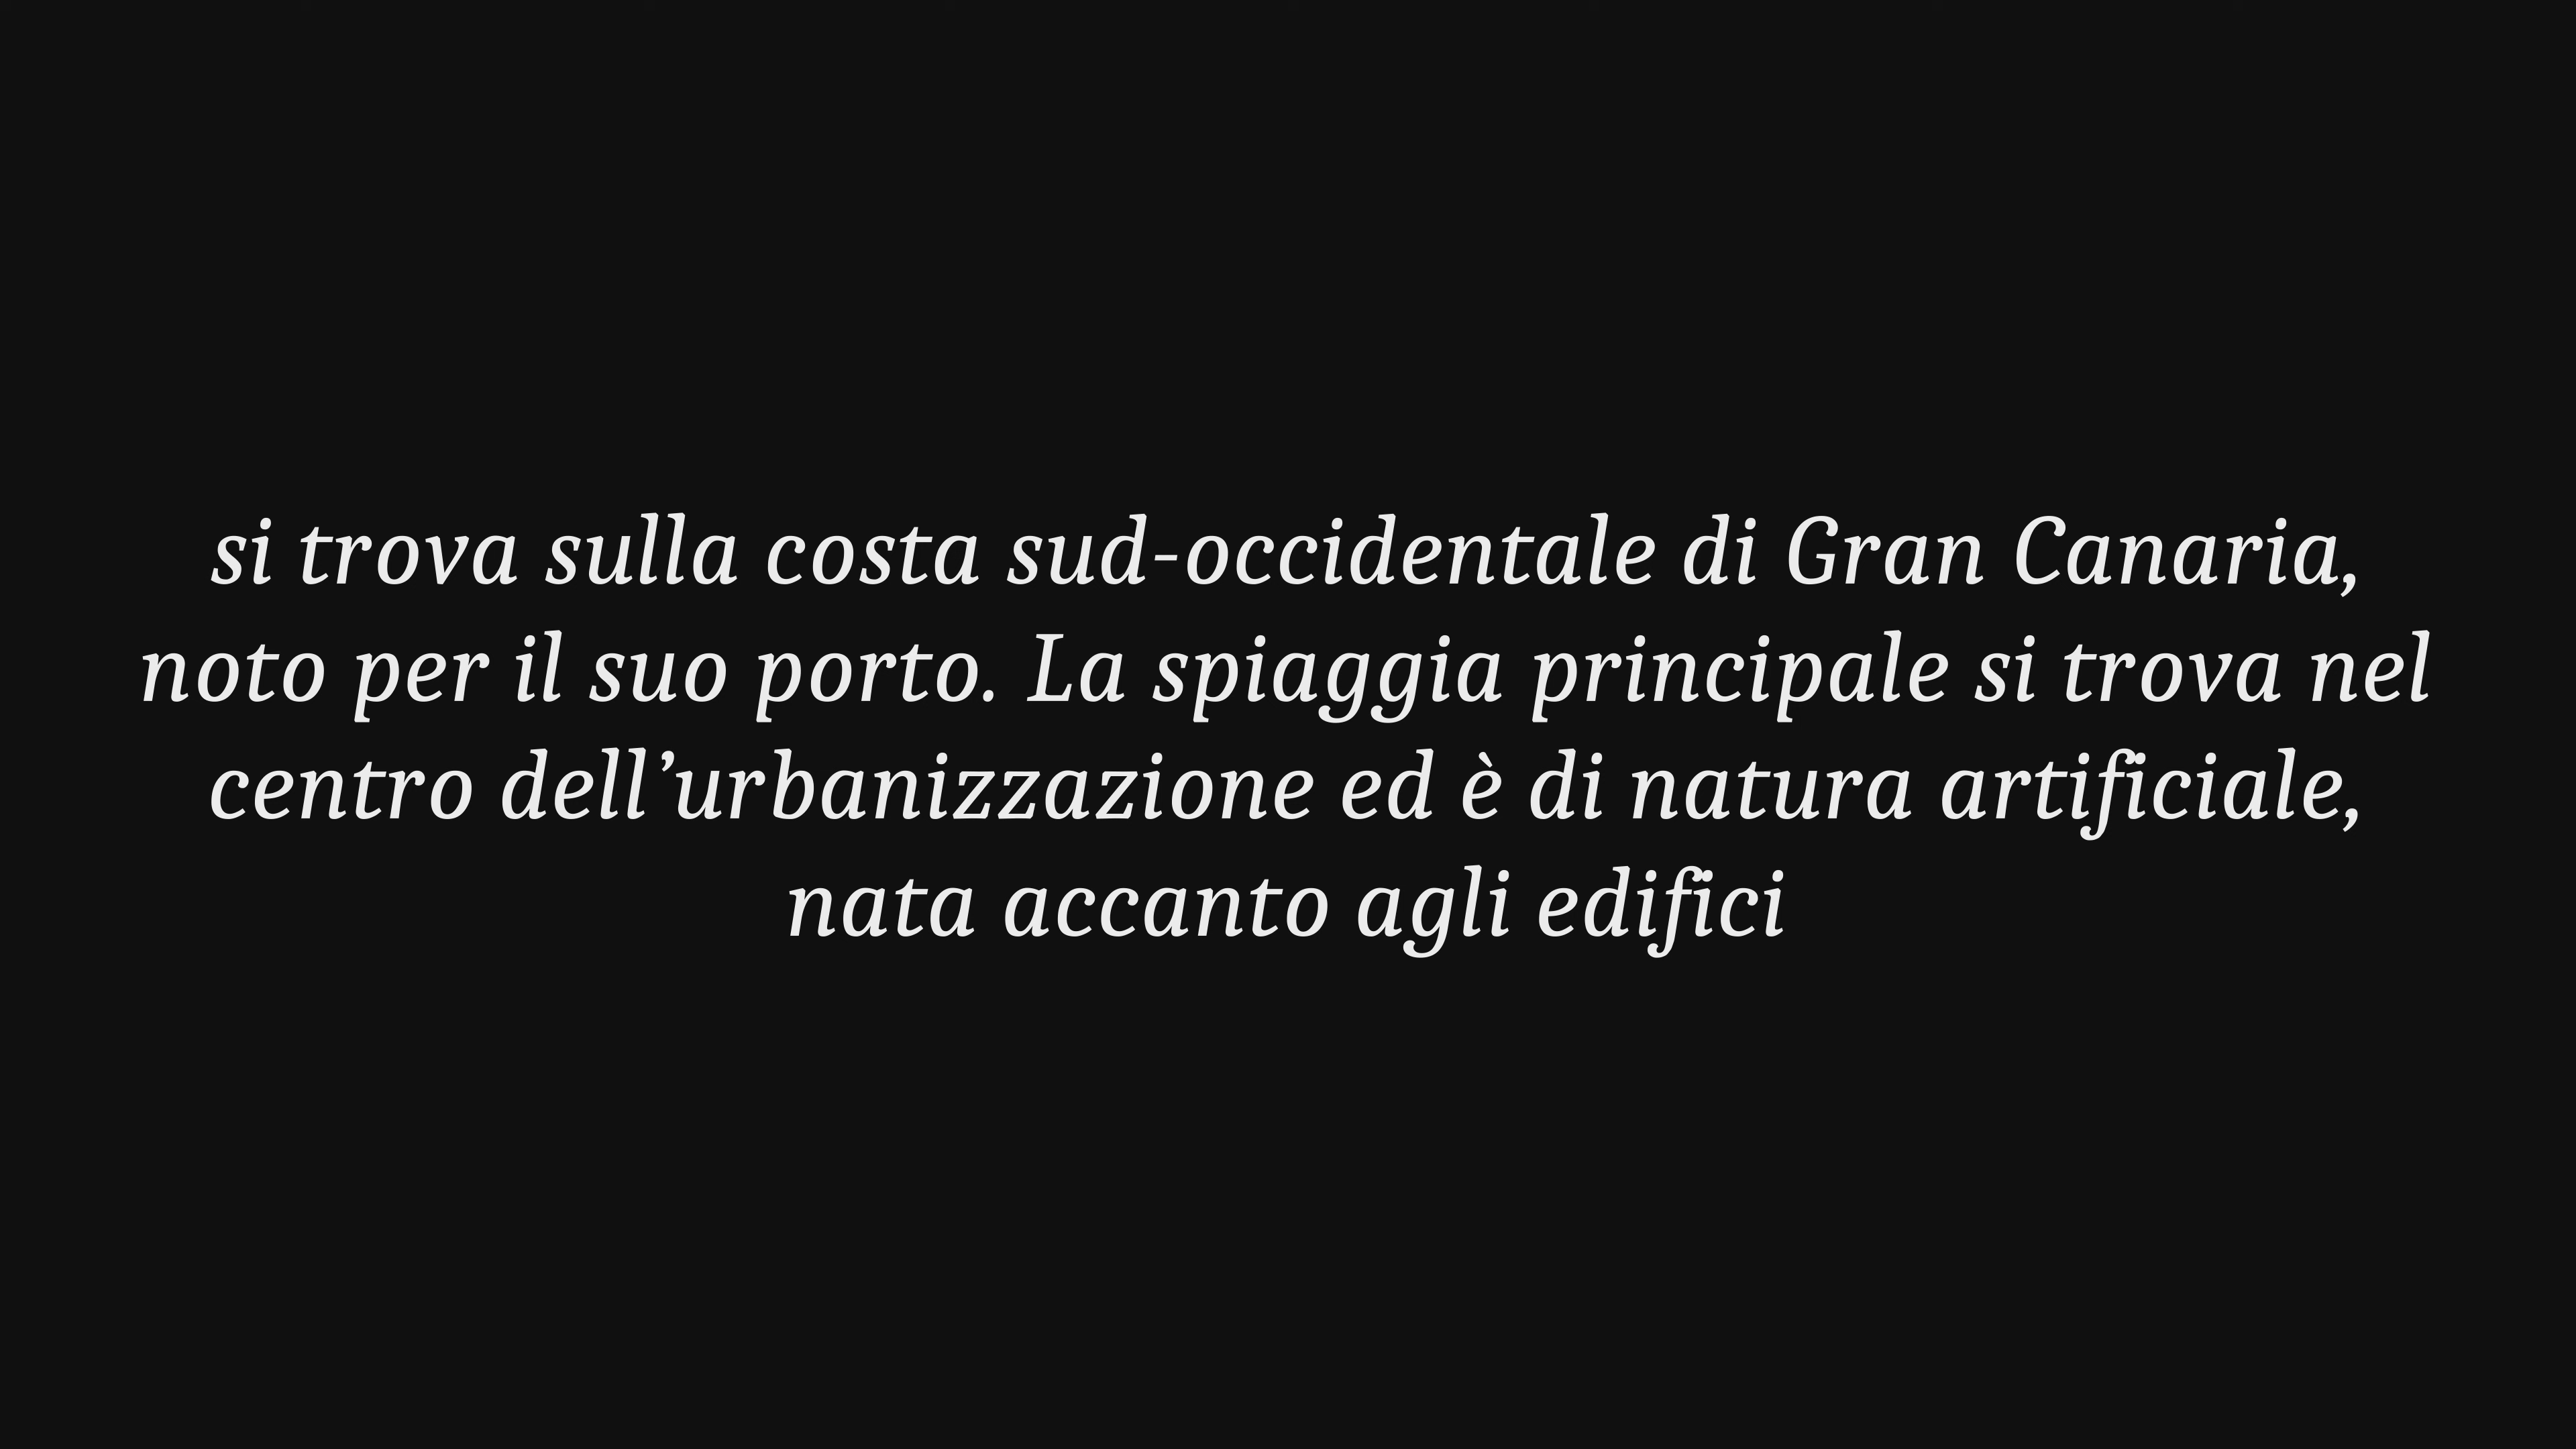 si trova sulla costa sud-occidentale di Gran Canaria,
noto per il suo porto. La spiaggia principale si trova nel
centro dell’urbanizzazione ed è di natura artificiale,
nata accanto agli edifici